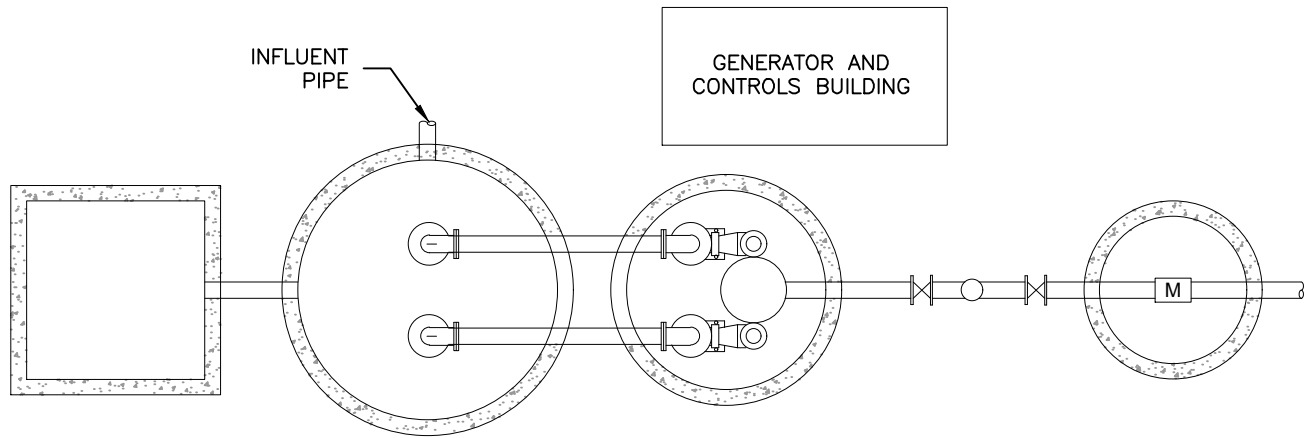 INFLUENT
PIPE
GENERATOR AND
CONTROLS BUILDING
M